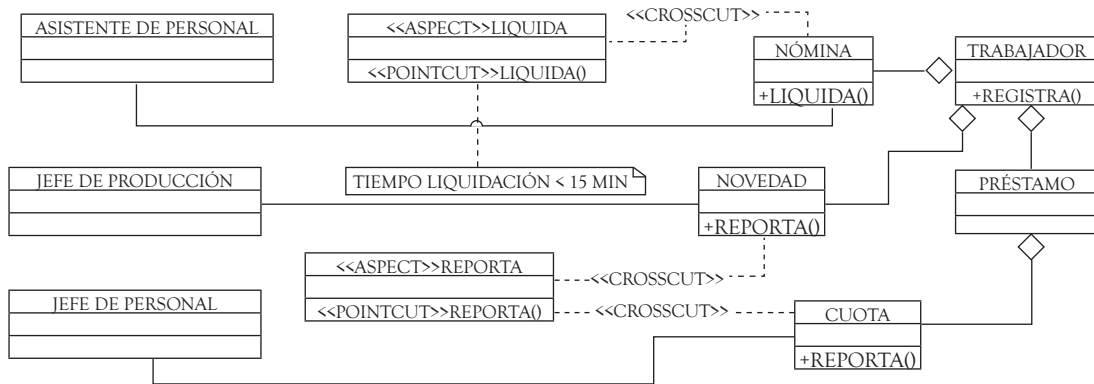 <<CROSSCUT>>
ASISTENTE DE PERSONAL
<<ASPECT>>LIQUIDA
<<POINTCUT>>LIQUIDA()
NÓMINA
+LIQUIDA()
TRABAJADOR
+REGISTRA()
JEFE DE PRODUCCIÓN
TIEMPO LIQUIDACIÓN < 15 MIN
NOVEDAD
+REPORTA()
PRÉSTAMO
<<ASPECT>>REPORTA
<<POINTCUT>>REPORTA()
<<CROSSCUT>>
<<CROSSCUT>>
JEFE DE PERSONAL
CUOTA
+REPORTA()